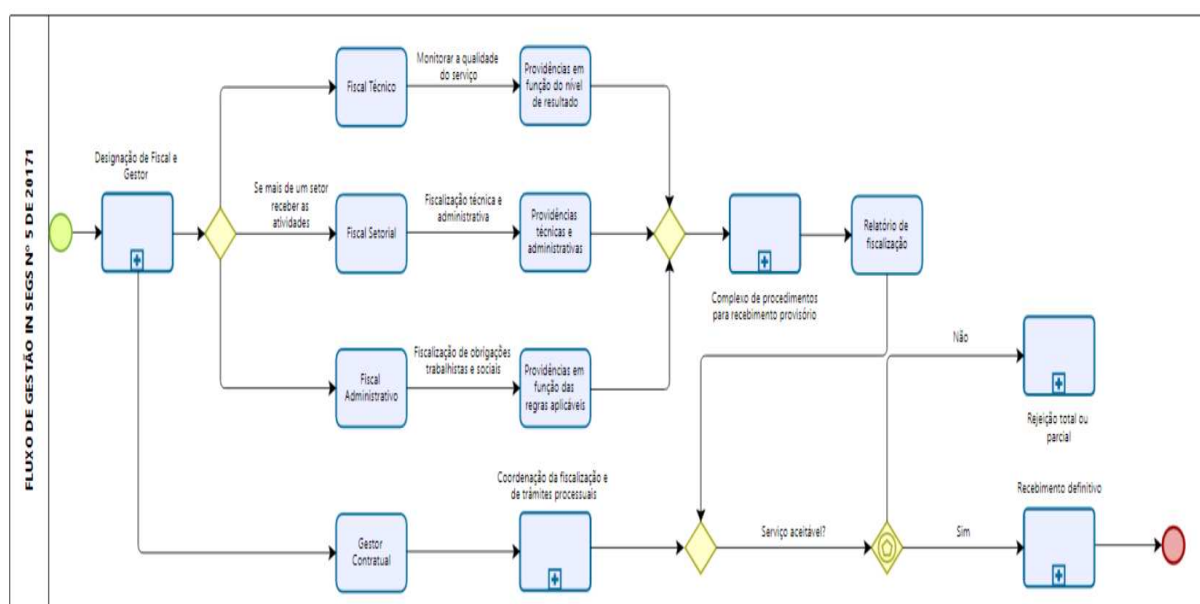 FLUXO DE GESTÃO IN SEGS Nº 5 DE 20171
Designação de Fiscal e
Gestor
Fiscal Técnico
Monitorar a qualidade
do serviço
Providências em
função do nível
de resultado
Se mais de um setor
receber as
atividades
Fiscal Setorial
Fiscalização técnica e
administrativa
Providências
técnicas e
administrativas
Complexo de procedimentos
para recebimento provisório
Relatório de
fiscalização
Fiscal
Administrativo
Fiscalização de obrigações
trabalhistas e sociais
Providências em
função das
regras aplicáveis
Não
Rejeição total ou
parcial
Gestor
Contratual
Coordenação da fiscalização e
de trâmites processuais
Serviço aceitável?
Sim
Recebimento definitivo